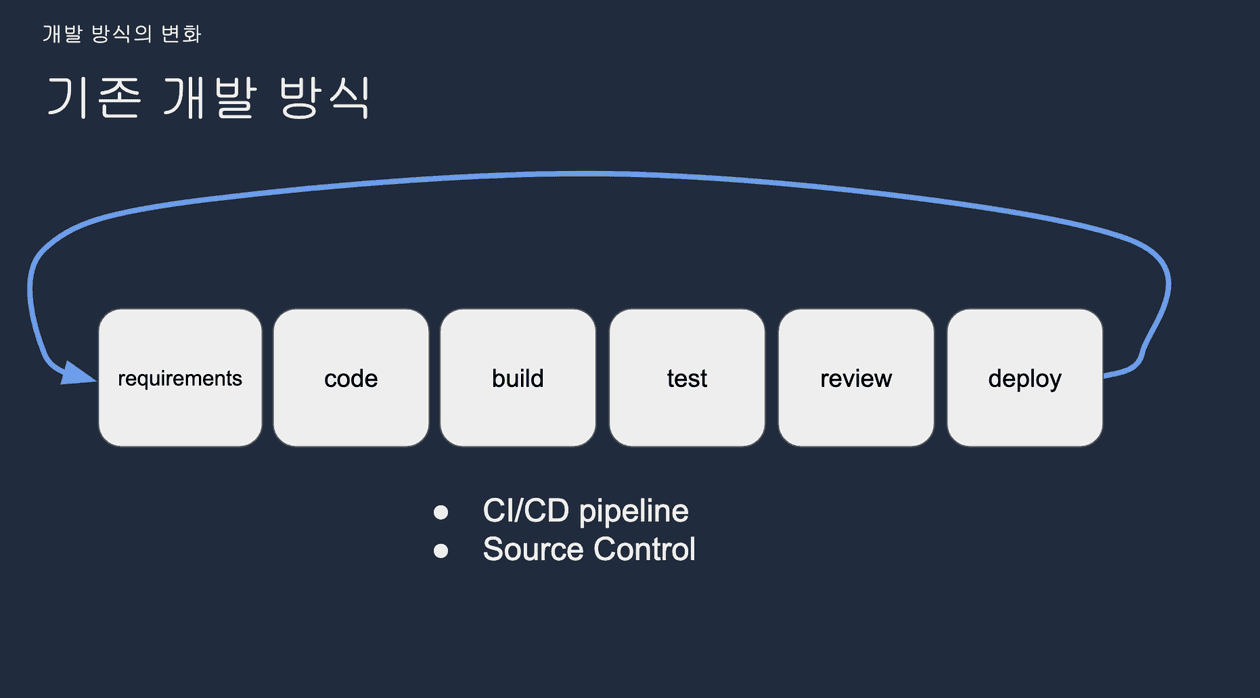 개발 방식의 변화
기존 개발 방식
requirements
code
build
test
review
deploy
● CI/CD pipeline
● Source Control